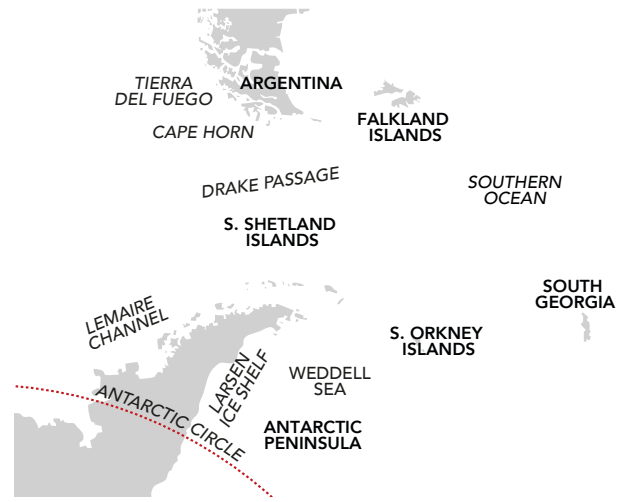 TIERRA
DEL FUEGO
ARGENTINA
FALKLAND
ISLANDS
CAPE HORN
DRAKE PASSAGE
SOUTHERN
OCEAN
S. SHETLAND
ISLANDS
SOUTH
GEORGIA
LEMAIRE
CHANNEL
S. ORKNEY
ISLANDS
LARSEN
ICE SHELF
WEDDELL
SEA
ANTARCTIC CIRCLE
ANTARCTIC
PENINSULA